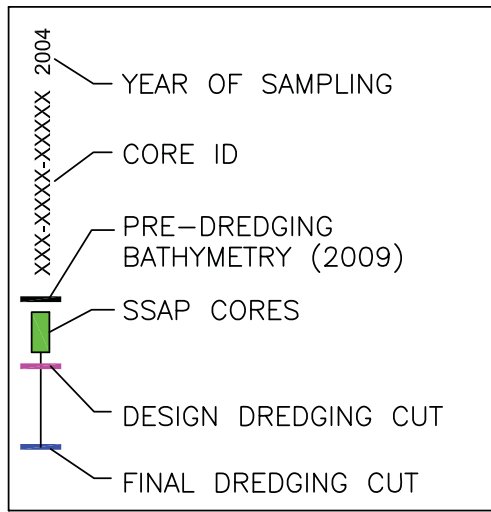 XXX-XXXX-XXXXX 2004
YEAR OF SAMPLING
CORE ID
PRE-DREDGING
BATHYMETRY (2009)
SSAP CORES
DESIGN DREDGING CUT
FINAL DREDGING CUT